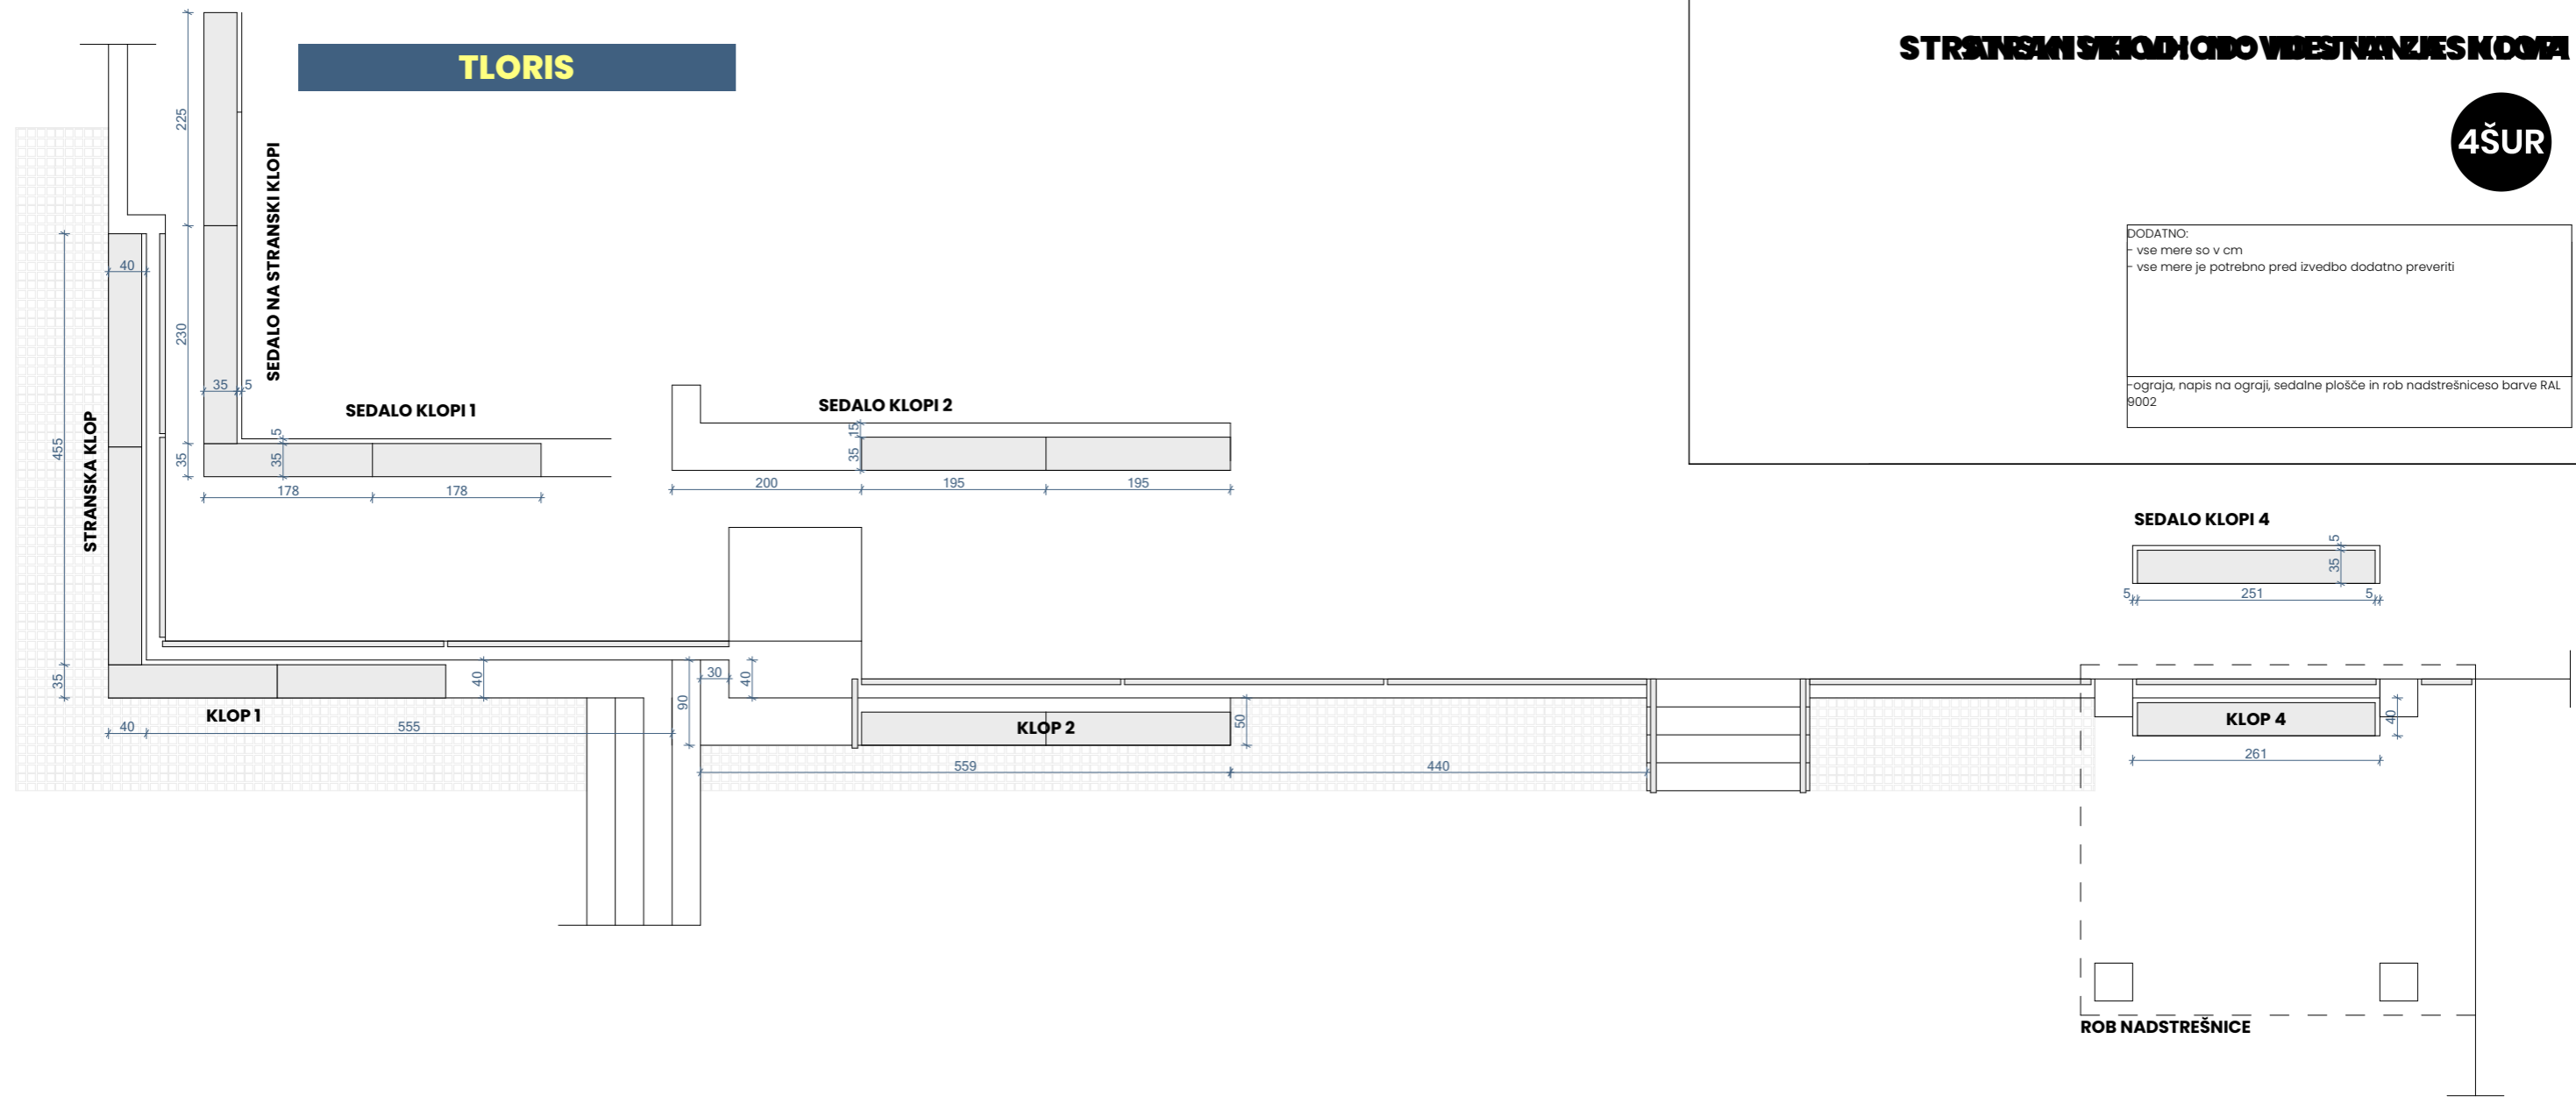 TLORIS
4ŠUR
DODATNO:
- vse mere so v cm
- vse mere je potrebno pred izvedbo dodatno preveriti
-ograja, napis na ograji, sedalne plošče in rob nadstrešniceso barve RAL
9002
225
230
35
35
5
SEDALO NA STRANSKI KLOPI
SEDALO KLOPI 1
5
35
178
178
SEDALO KLOPI 2
15
35
200
195
195
STRANSKA KLOP
40
455
35
KLOP 1
40
555
40
90
30
40
KLOP 2
50
559
440
SEDALO KLOPI 4
5
35
5
251
5
KLOP 4
40
261
ROB NADSTREŠNICE